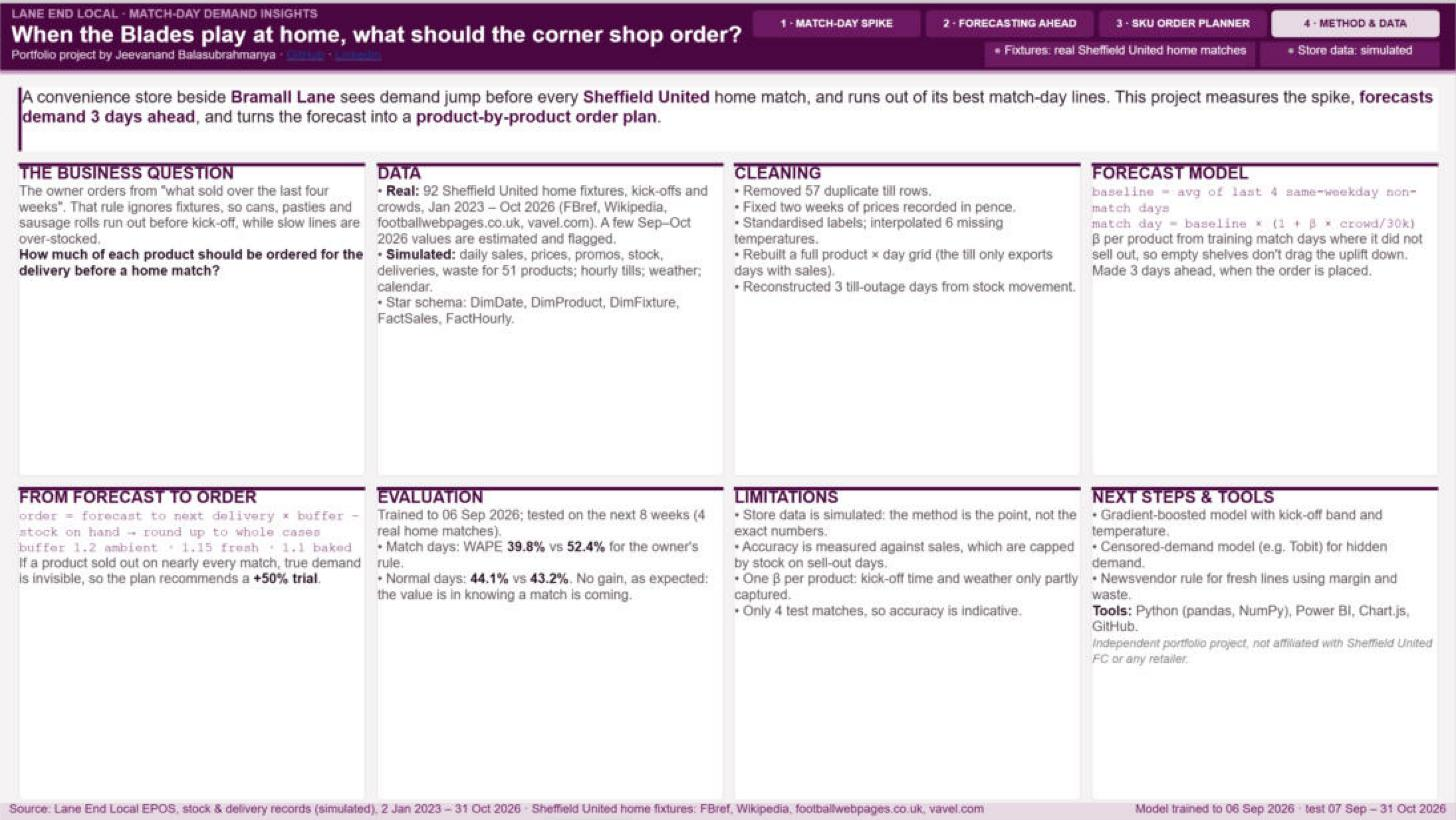 LANE END LOCAL · MATCH-DAY DEMAND INSIGHTS
When the Blades play at home, what should the corner shop order?
Portfolio project by Jeevanand Balasubrahmanya · GitHub · LinkedIn
1 · MATCH-DAY SPIKE
2 · FORECASTING AHEAD
3 · SKU ORDER PLANNER
4 · METHOD & DATA
● Fixtures: real Sheffield United home matches
● Store data: simulated
A convenience store beside Bramall Lane sees demand jump before every Sheffield United home match, and runs out of its best match-day lines. This project measures the spike, forecasts
demand 3 days ahead, and turns the forecast into a product-by-product order plan.
THE BUSINESS QUESTION
The owner orders from "what sold over the last four
weeks". That rule ignores fixtures, so cans, pasties and
sausage rolls run out before kick-off, while slow lines are
over-stocked.
How much of each product should be ordered for the
delivery before a home match?
DATA
• Real: 92 Sheffield United home fixtures, kick-offs and
crowds, Jan 2023 – Oct 2026 (FBref, Wikipedia,
footballwebpages.co.uk, vavel.com). A few Sep–Oct
2026 values are estimated and flagged.
• Simulated: daily sales, prices, promos, stock,
deliveries, waste for 51 products; hourly tills; weather;
calendar.
• Star schema: DimDate, DimProduct, DimFixture,
FactSales, FactHourly.
CLEANING
• Removed 57 duplicate till rows.
• Fixed two weeks of prices recorded in pence.
• Standardised labels; interpolated 6 missing
temperatures.
• Rebuilt a full product × day grid (the till only exports
days with sales).
• Reconstructed 3 till-outage days from stock movement.
FORECAST MODEL
baseline = avg of last 4 same-weekday non-
match days
match day = baseline × (1 + β × crowd/30k)
β per product from training match days where it did not
sell out, so empty shelves don't drag the uplift down.
Made 3 days ahead, when the order is placed.
FROM FORECAST TO ORDER
order = forecast to next delivery × buffer −
stock on hand → round up to whole cases
buffer 1.2 ambient · 1.15 fresh · 1.1 baked
If a product sold out on nearly every match, true demand
is invisible, so the plan recommends a +50% trial.
EVALUATION
Trained to 06 Sep 2026; tested on the next 8 weeks (4
real home matches).
• Match days: WAPE 39.8% vs 52.4% for the owner's
rule.
• Normal days: 44.1% vs 43.2%. No gain, as expected:
the value is in knowing a match is coming.
LIMITATIONS
• Store data is simulated: the method is the point, not the
exact numbers.
• Accuracy is measured against sales, which are capped
by stock on sell-out days.
• One β per product: kick-off time and weather only partly
captured.
• Only 4 test matches, so accuracy is indicative.
NEXT STEPS & TOOLS
• Gradient-boosted model with kick-off band and
temperature.
• Censored-demand model (e.g. Tobit) for hidden
demand.
• Newsvendor rule for fresh lines using margin and
waste.
Tools: Python (pandas, NumPy), Power BI, Chart.js,
GitHub.
Independent portfolio project, not affiliated with Sheffield United
FC or any retailer.
Source: Lane End Local EPOS, stock & delivery records (simulated), 2 Jan 2023 – 31 Oct 2026 · Sheffield United home fixtures: FBref, Wikipedia, footballwebpages.co.uk, vavel.com
Model trained to 06 Sep 2026 · test 07 Sep – 31 Oct 2026